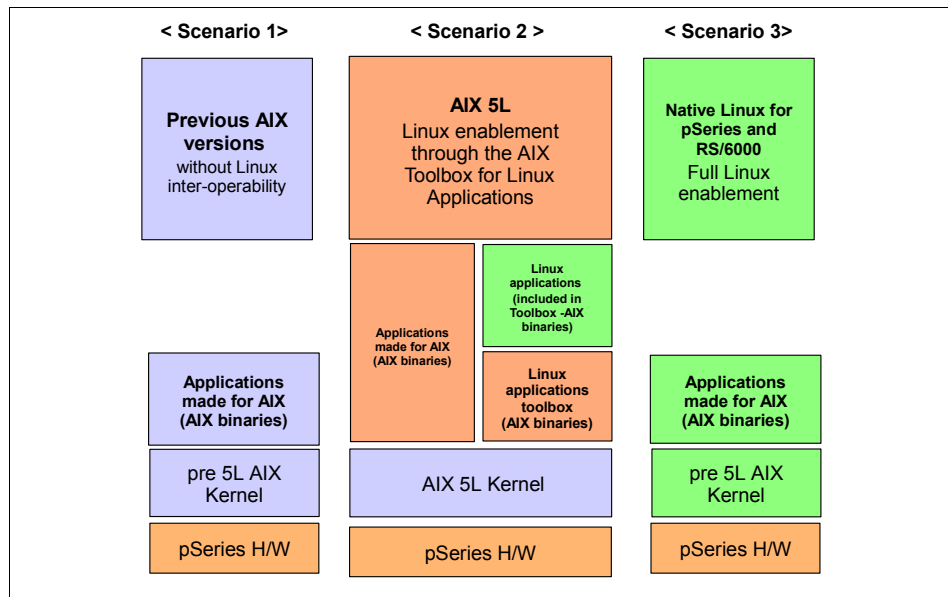 < Scenario 1>
< Scenario 2 >
< Scenario 3>
Previous AIX
versions
without Linux
inter-operability
AIX 5L
Linux enablement
through the AIX
Toolbox for Linux
Applications
Native Linux for
pSeries and
RS/6000
Full Linux
enablement
Applications
made for AIX
(AIX binaries)
Linux
applications
(included in
Toolbox -AIX
binaries)
Linux
applications
toolbox
(AIX binaries)
Applications
made for AIX
(AIX binaries)
Applications
made for AIX
(AIX binaries)
pre 5L AIX
Kernel
AIX 5L Kernel
pre 5L AIX
Kernel
pSeries H/W
pSeries H/W
pSeries H/W